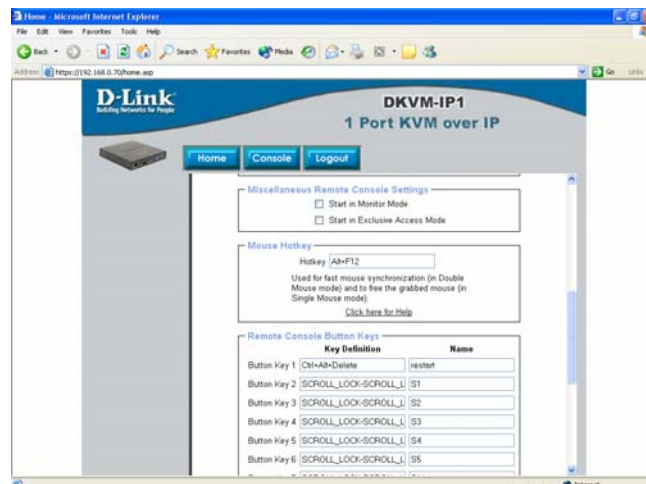 Home - Microsoft Internet Explorer
File Edit View Favorites Tools Help
Back Search Favorites Media
Address https://192.168.0.70/home.asp Go Links
D-Link
Building Networks for People
DKVM-IP1
1 Port KVM over IP
Home Console Logout
Miscellaneous Remote Console Settings
Start in Monitor Mode
Start in Exclusive Access Mode
Mouse Hotkey
Hotkey Alt+F12
Used for fast mouse synchronization (in Double
Mouse mode) and to free the
grabbed mouse (in
Single Mouse mode).
Click here for Help
Remote Console Button Keys
Key Definition Name
Button Key 1 Ctrl+Alt+Delete restart
Button Key 2 SCROLL_LOCK-SCROLL_L S1
Button Key 3 SCROLL_LOCK-SCROLL_L S2
Button Key 4 SCROLL_LOCK-SCROLL_L S3
Button Key 5 SCROLL_LOCK-SCROLL_L S4
Button Key 6 SCROLL_LOCK-SCROLL_L S5